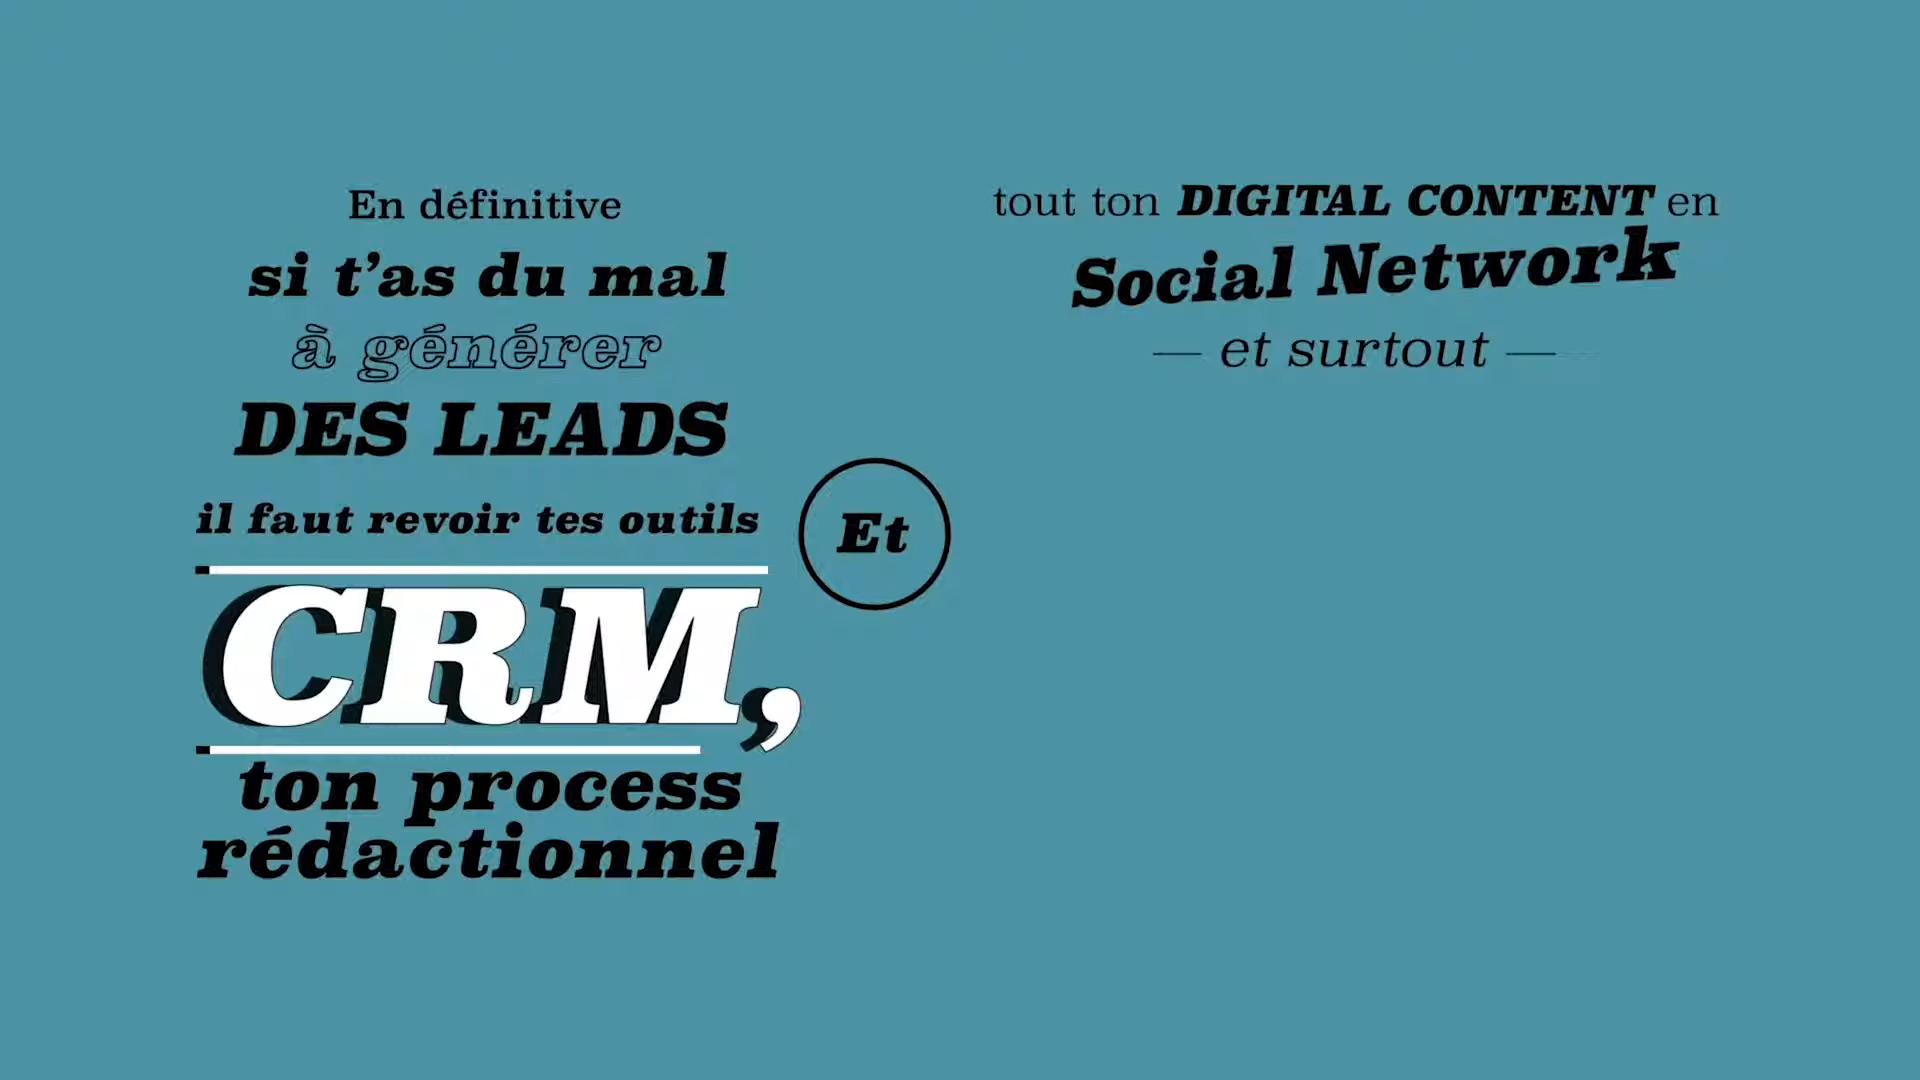 En définitive
si t'as du mal
à générer
DES LEADS
il faut revoir tes outils
CRM,
ton process
rédactionnel
Et
tout ton DIGITAL CONTENT en
Social Network
— et surtout —